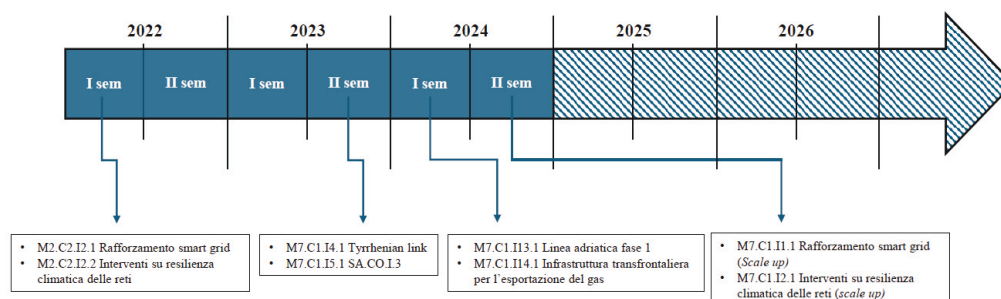 2022 2023 2024 2025 2026
I sem II sem I sem II sem I sem II sem
• M2.C2.I2.1 Rafforzamento smart grid
• M2.C2.I2.2 Interventi su resilienza
climatica delle reti
• M7.C1.I4.1 Tyrrhenian link
• M7.C1.I5.1 SA.CO.I.3
• M7.C1.I13.1 Linea adriatica fase 1
• M7.C1.I14.1 Infrastruttura transfrontaliera
per l'esportazione del gas
• M7.C1.I1.1 Rafforzamento smart grid
(Scale up)
• M7.C1.I2.1 Interventi su resilienza
climatica delle reti (scale up)